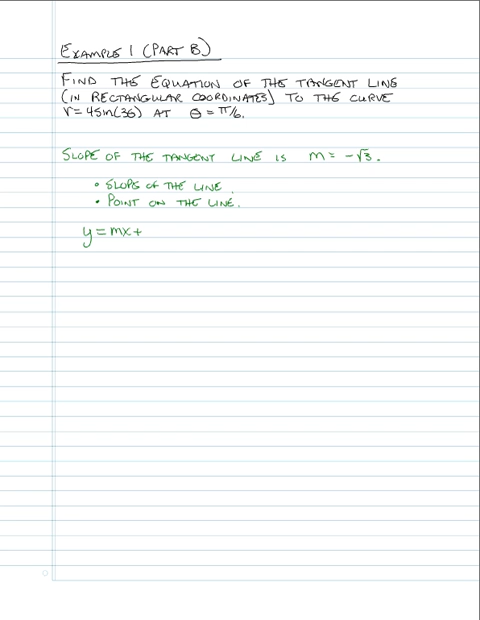 EXAMPLE 1 (PART B)
FIND THE EQUATION OF THE TANGENT LINE
(IN RECTANGULAR COORDINATES) TO THE CURVE
r=4sin(3θ) AT θ=π/6.
SLOPE OF THE TANGENT LINE IS m=-√3.
• SLOPE OF THE LINE.
• POINT ON THE LINE.
y=mx+